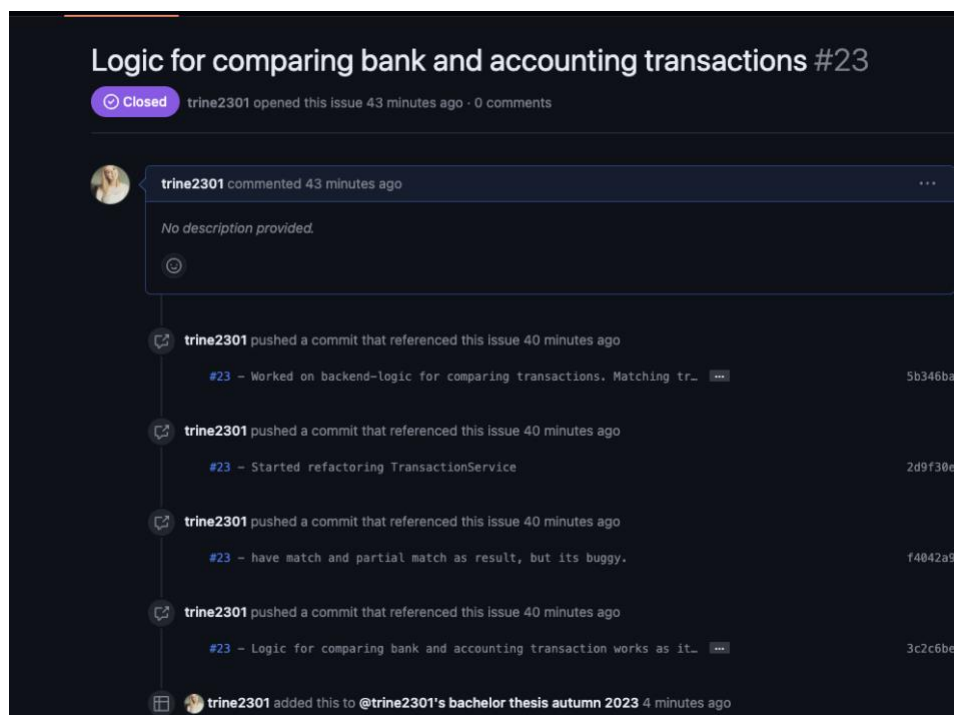 Logic for comparing bank and accounting transactions #23
Closed trine2301 opened this issue 43 minutes ago · 0 comments
trine2301 commented 43 minutes ago ···
No description provided.
trine2301 pushed a commit that referenced this issue 40 minutes ago
#23 - Worked on backend-logic for comparing transactions. Matching tr… ··· 5b346ba
trine2301 pushed a commit that referenced this issue 40 minutes ago
#23 - Started refactoring TransactionService 2d9f30e
trine2301 pushed a commit that referenced this issue 40 minutes ago
#23 - have match and partial match as result, but its buggy. f4042a9
trine2301 pushed a commit that referenced this issue 40 minutes ago
#23 - Logic for comparing bank and accounting transaction works as it… ··· 3c2c6be
trine2301 added this to @trine2301's bachelor thesis autumn 2023 4 minutes ago